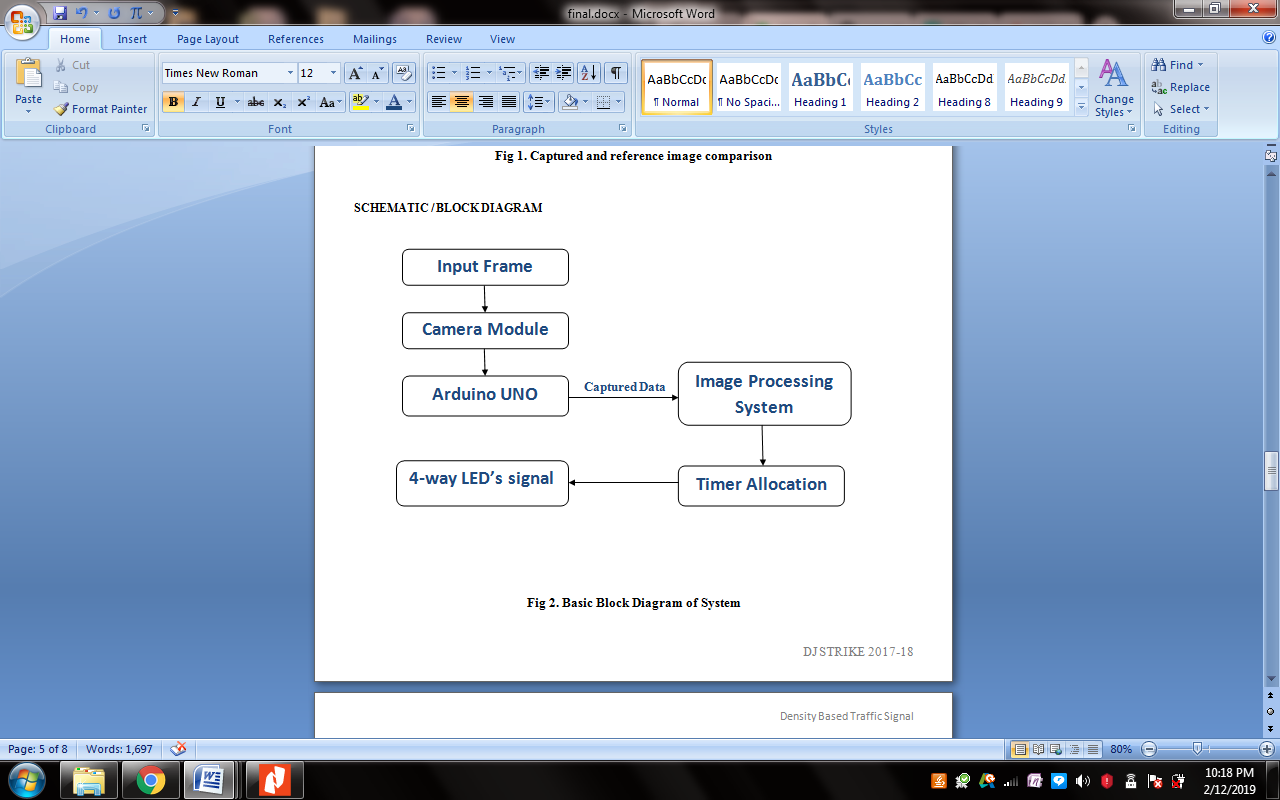 final.docx - Microsoft Word
Home Insert Page Layout References Mailings Review View
Paste
Cut
Copy
Format Painter
Clipboard
Times New Roman 12
Font
Paragraph
AaBbCcDc AaBbCcDc AaBbC AaBbCc AaBbCcDd AaBbCcDd
¶ Normal ¶ No Spaci... Heading 1 Heading 2 Heading 8 Heading 9
Change
Styles
Styles
Find
Replace
Select
Editing
Fig 1. Captured and reference image comparison
SCHEMATIC / BLOCK DIAGRAM
Input Frame
Camera Module
Arduino UNO
Captured Data
Image Processing
System
Timer Allocation
4-way LED’s signal
Fig 2. Basic Block Diagram of System
DJ STRIKE 2017-18
Density Based Traffic Signal
Page: 5 of 8 Words: 1,697 80%
10:18 PM
2/12/2019